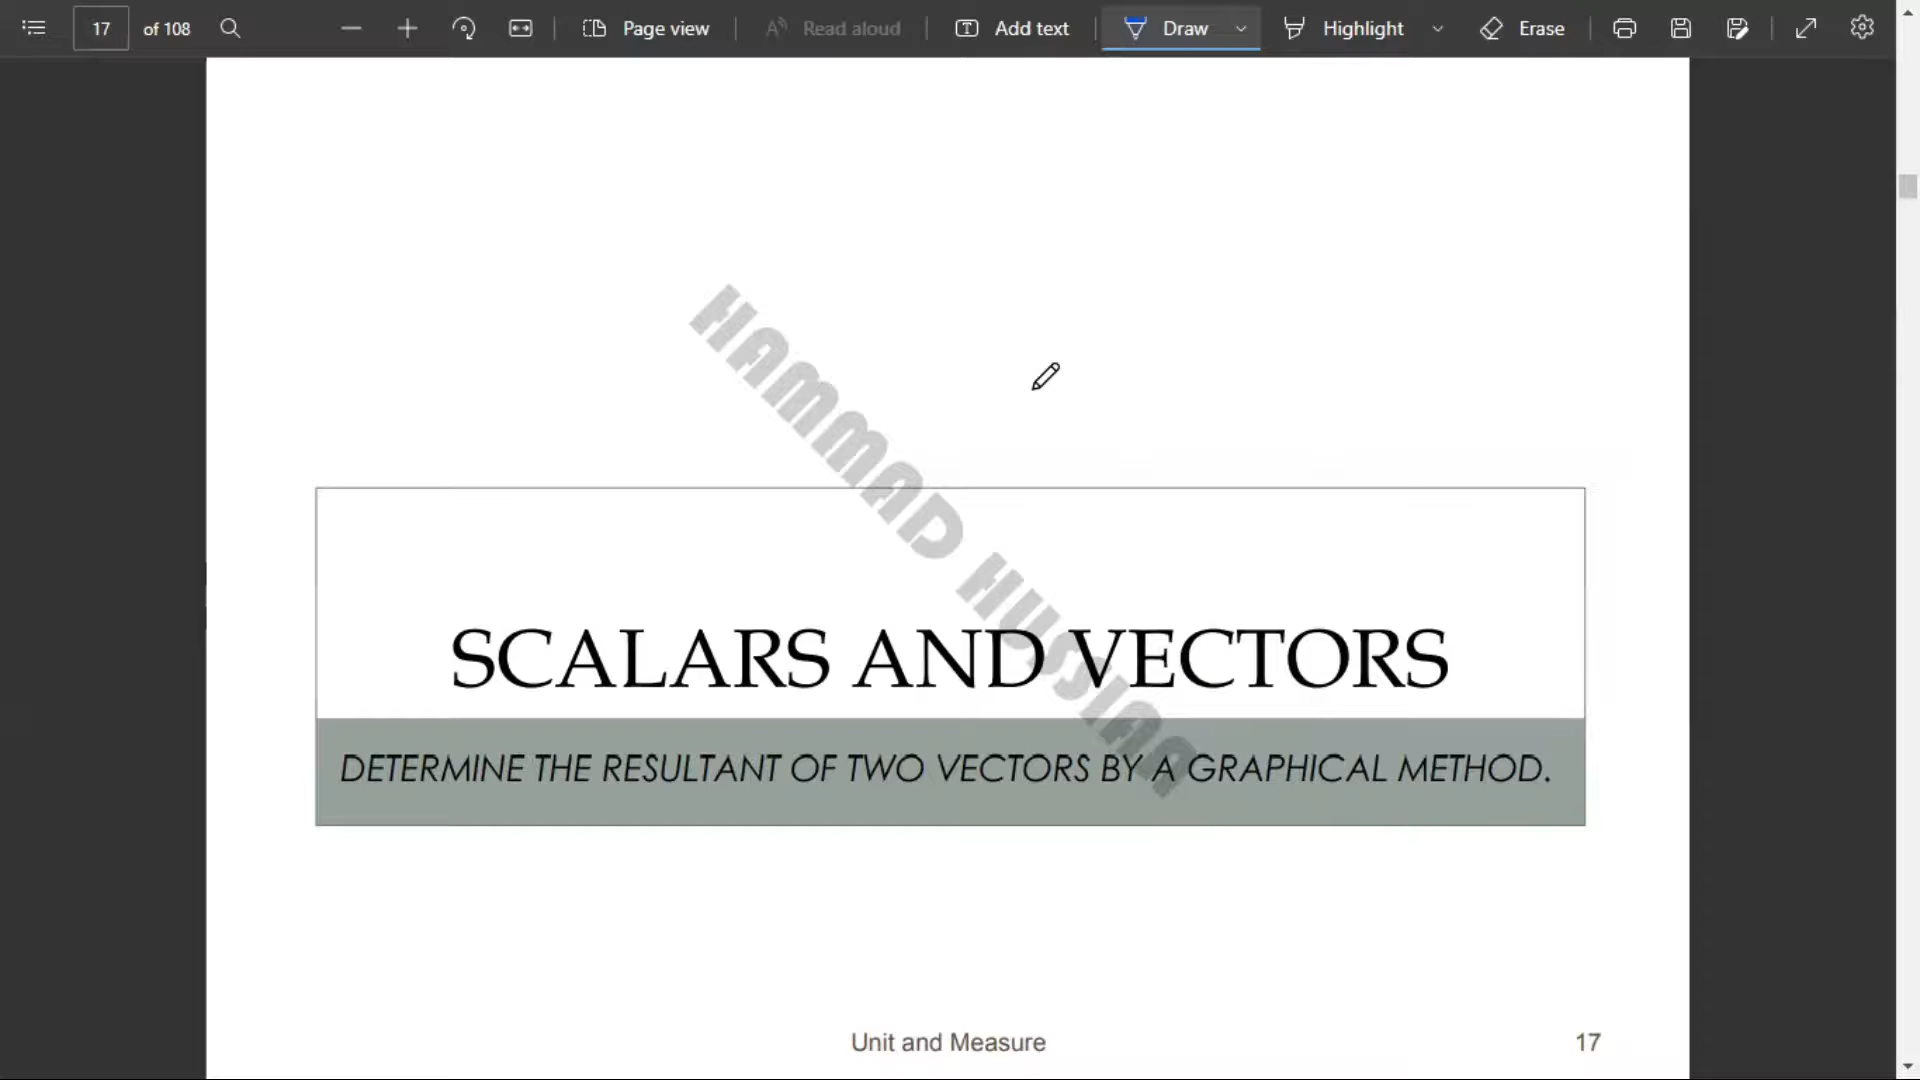 17 of 108 Page view Read aloud Add text Draw Highlight Erase
HAMMAD HUSSIAN
SCALARS AND VECTORS
DETERMINE THE RESULTANT OF TWO VECTORS BY A GRAPHICAL METHOD.
Unit and Measure 17